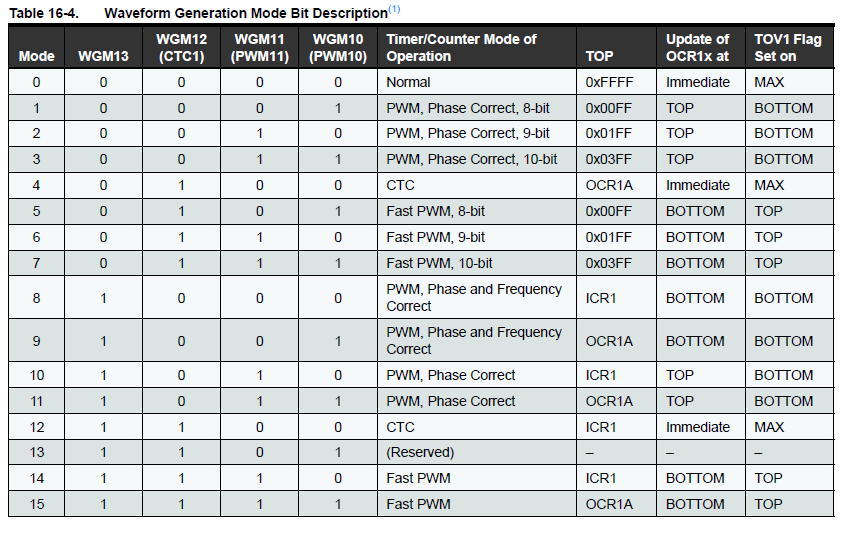 Table 16-4. Waveform Generation Mode Bit Description(1)
Mode WGM13 WGM12 (CTC1) WGM11 (PWM11) WGM10 (PWM10) Timer/Counter Mode of Operation TOP Update of OCR1x at TOV1 Flag Set on
0 0 0 0 0 Normal 0xFFFF Immediate MAX
1 0 0 0 1 PWM, Phase Correct, 8-bit 0x00FF TOP BOTTOM
2 0 0 1 0 PWM, Phase Correct, 9-bit 0x01FF TOP BOTTOM
3 0 0 1 1 PWM, Phase Correct, 10-bit 0x03FF TOP BOTTOM
4 0 1 0 0 CTC OCR1A Immediate MAX
5 0 1 0 1 Fast PWM, 8-bit 0x00FF BOTTOM TOP
6 0 1 1 0 Fast PWM, 9-bit 0x01FF BOTTOM TOP
7 0 1 1 1 Fast PWM, 10-bit 0x03FF BOTTOM TOP
8 1 0 0 0 PWM, Phase and Frequency Correct ICR1 BOTTOM BOTTOM
9 1 0 0 1 PWM, Phase and Frequency Correct OCR1A BOTTOM BOTTOM
10 1 0 1 0 PWM, Phase Correct ICR1 TOP BOTTOM
11 1 0 1 1 PWM, Phase Correct OCR1A TOP BOTTOM
12 1 1 0 0 CTC ICR1 Immediate MAX
13 1 1 0 1 (Reserved) – – –
14 1 1 1 0 Fast PWM ICR1 BOTTOM TOP
15 1 1 1 1 Fast PWM OCR1A BOTTOM TOP